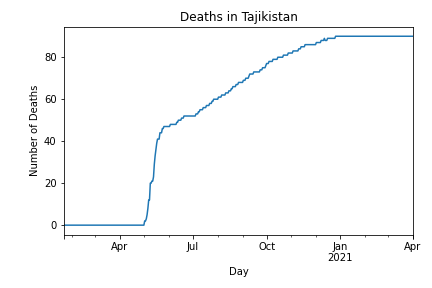 Deaths in Tajikistan
Number of Deaths
80
60
40
20
0
Apr
Jul
Oct
Jan
2021
Apr
Day